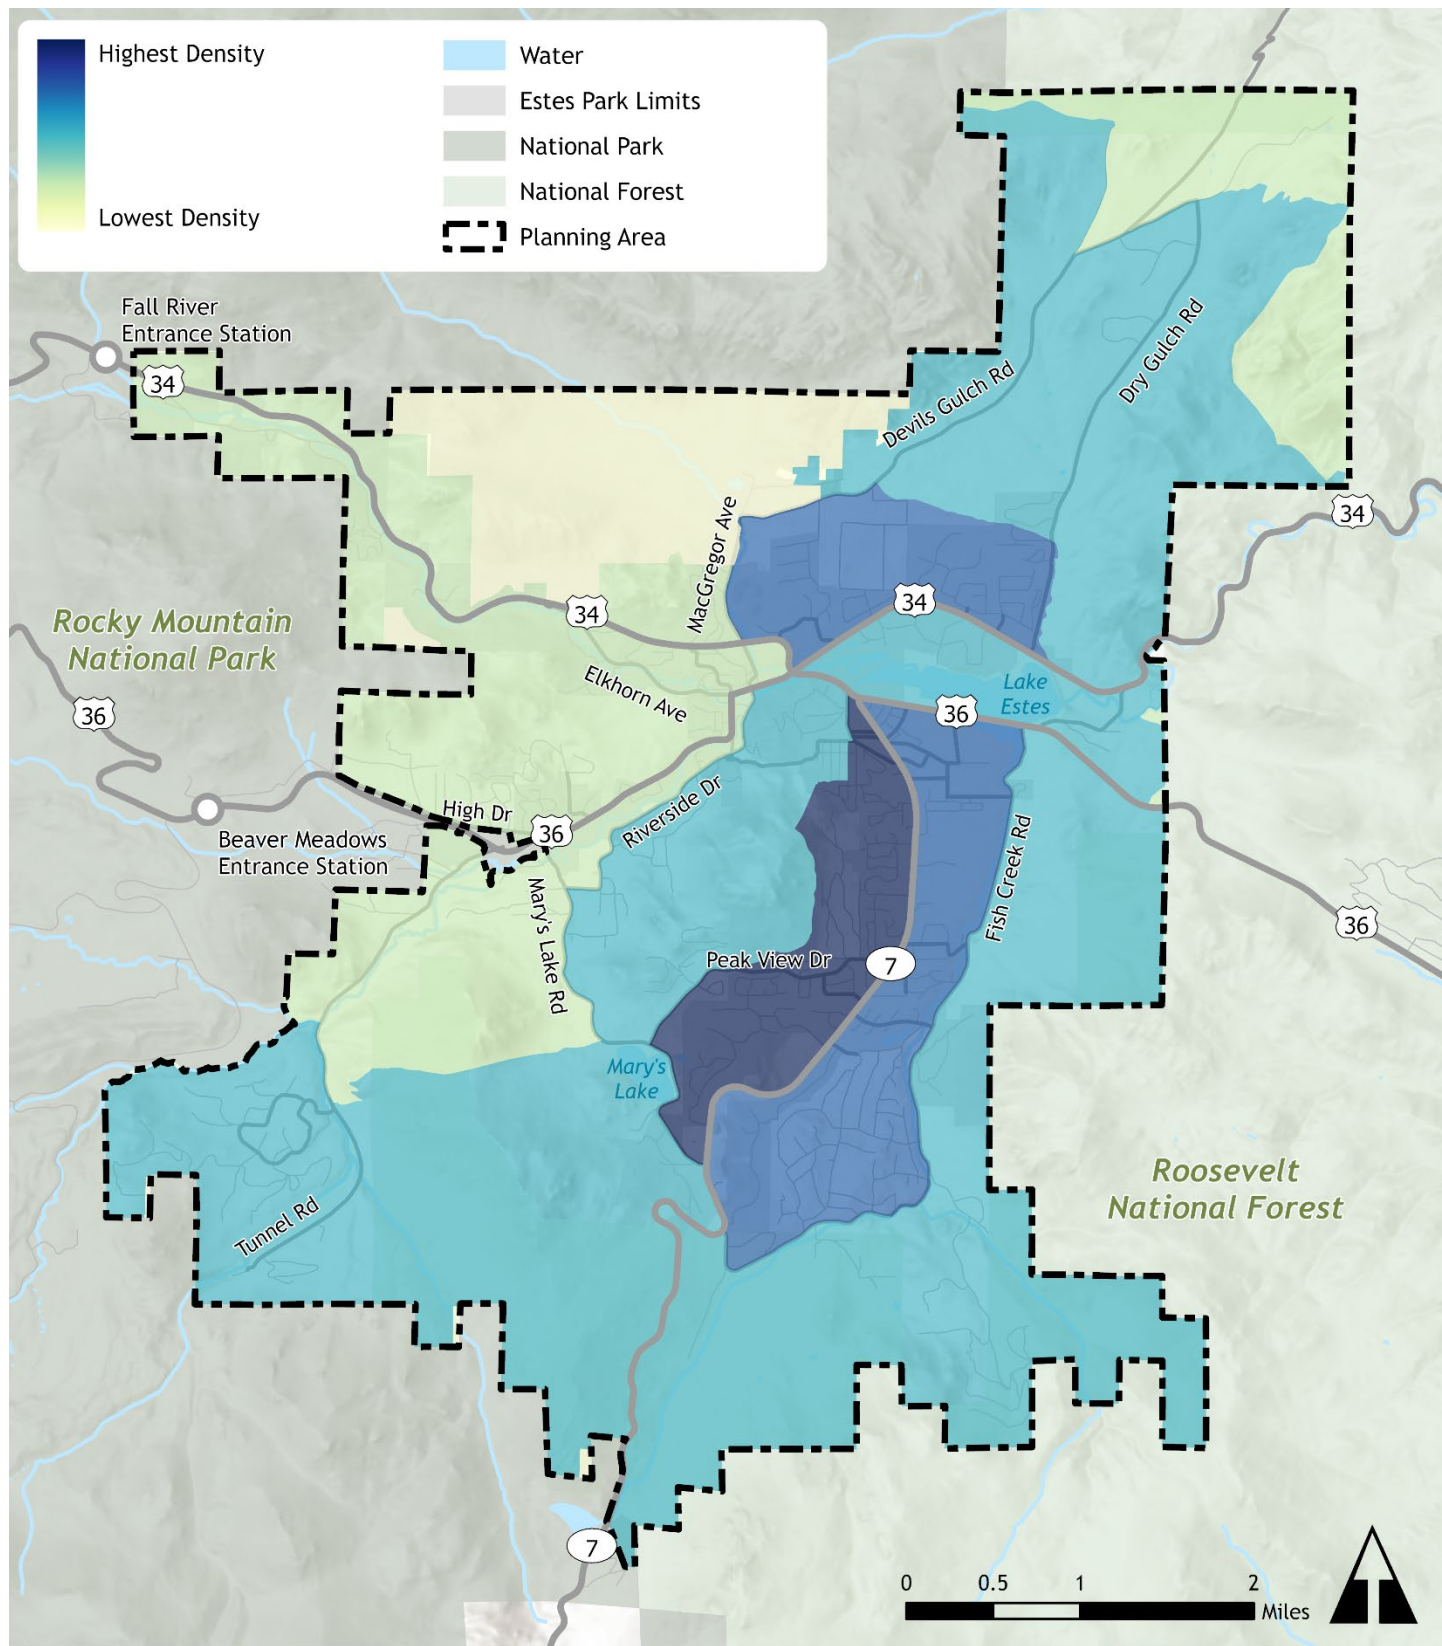 Highest Density
Lowest Density
Water
Estes Park Limits
National Park
National Forest
Planning Area
Fall River
Entrance Station
34
Devils Gulch Rd
Dry Gulch Rd
34
MacGregor Ave
34
34
Rocky Mountain
National Park
36
Elkhorn Ave
Lake
Estes
36
High Dr
36
Riverside Dr
Beaver Meadows
Entrance Station
Fish Creek Rd
Mary's Lake Rd
36
Peak View Dr
7
Mary's
Lake
Roosevelt
National Forest
Tunnel Rd
7
0 0.5 1 2
Miles